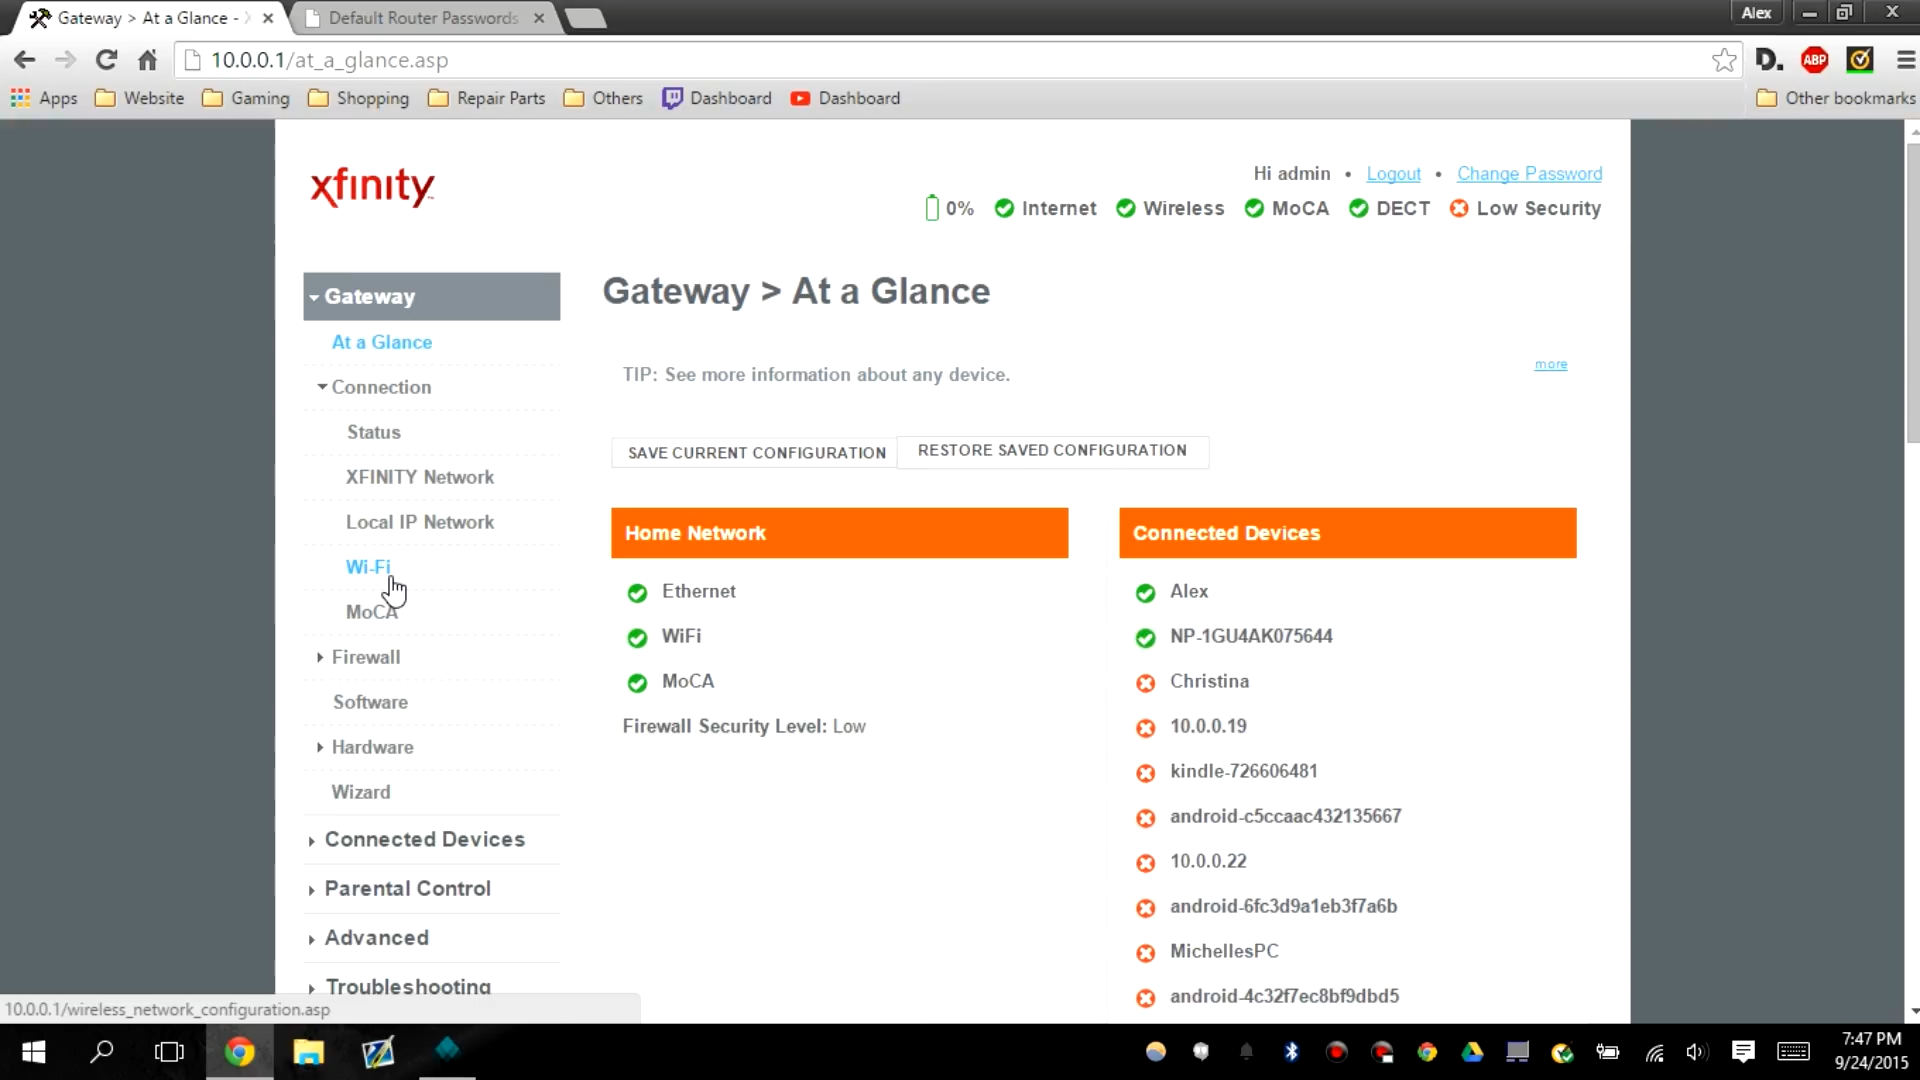 Gateway > At a Glance -
Default Router Passwords
Alex
10.0.0.1/at_a_glance.asp
D.
ABP
Apps
Website
Gaming
Shopping
Repair Parts
Others
Dashboard
Dashboard
Other bookmarks
xfinity
Hi admin • Logout • Change Password
0% Internet Wireless MoCA DECT Low Security
Gateway
At a Glance
Connection
Status
XFINITY Network
Local IP Network
Wi-Fi
MoCA
Firewall
Software
Hardware
Wizard
Connected Devices
Parental Control
Advanced
Troubleshooting
Gateway > At a Glance
TIP: See more information about any device.
more
SAVE CURRENT CONFIGURATION
RESTORE SAVED CONFIGURATION
Home Network
Ethernet
WiFi
MoCA
Firewall Security Level: Low
Connected Devices
Alex
NP-1GU4AK075644
Christina
10.0.0.19
kindle-726606481
android-c5ccaac432135667
10.0.0.22
android-6fc3d9a1eb3f7a6b
MichellesPC
android-4c32f7ec8bf9dbd5
10.0.0.1/wireless_network_configuration.asp
7:47 PM
9/24/2015